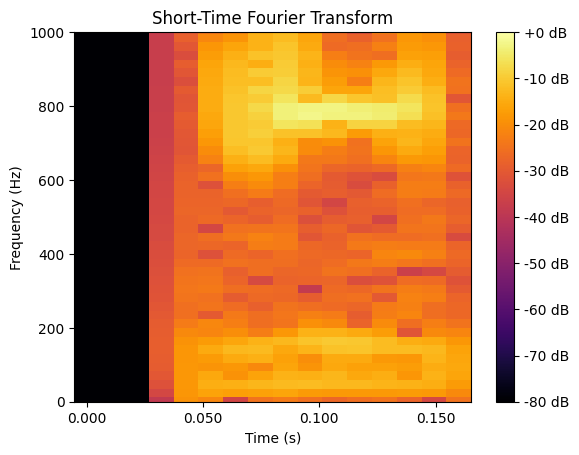 Short-Time Fourier Transform
1000
800
600
400
200
0
Frequency (Hz)
0.000
0.050
0.100
0.150
Time (s)
+0 dB
-10 dB
-20 dB
-30 dB
-40 dB
-50 dB
-60 dB
-70 dB
-80 dB